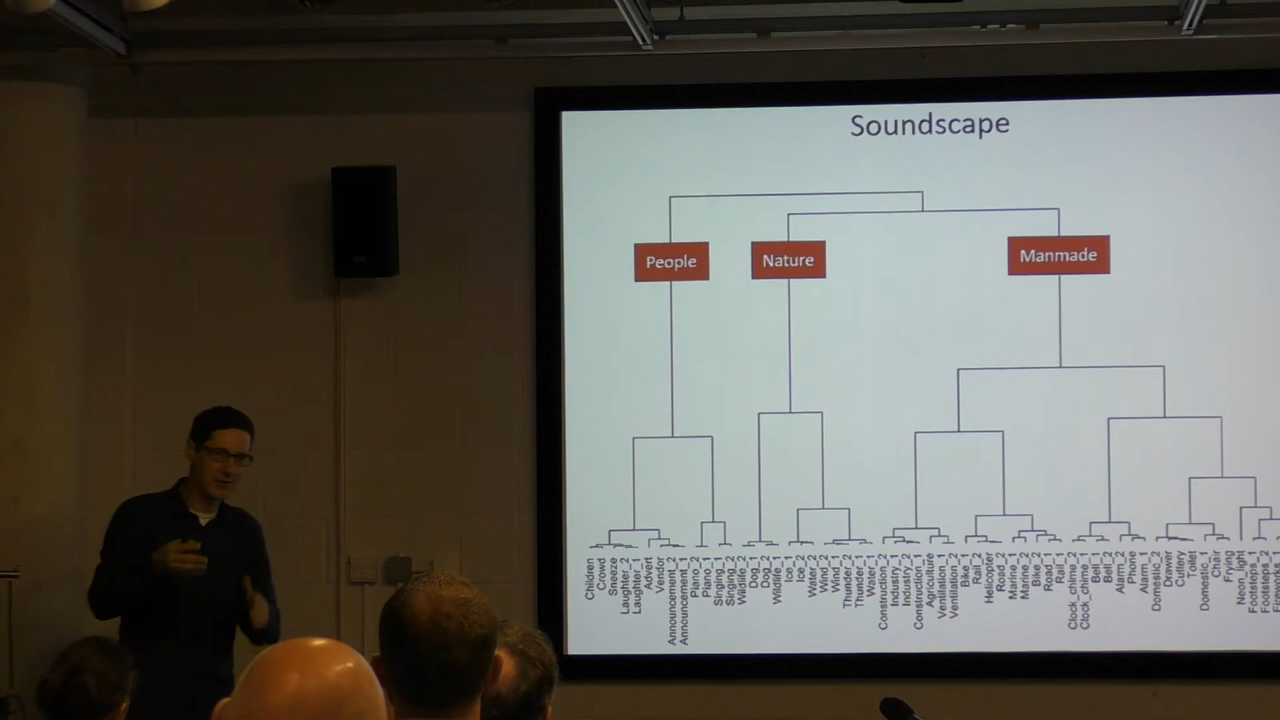 Soundscape
People
Nature
Manmade
Children
Crowd
Sneeze
Laughter_2
Laughter_1
Advert
Vendor
Announcement_2
Announcement_1
Piano_2
Piano_1
Singing_1
Singing_2
Wildlife_2
Dog_1
Dog_2
Wildlife_1
Ice_1
Ice_2
Water_2
Wind_2
Wind_1
Thunder_2
Thunder_1
Water_1
Construction_2
Industry_1
Industry_2
Construction_1
Agriculture
Ventilation_1
Ventilation_2
Bike_1
Rail_2
Helicopter
Road_2
Marine_1
Marine_2
Bike_2
Road_1
Rail_1
Clock_chime_2
Clock_chime_1
Bell_1
Bell_2
Alarm_2
Phone
Alarm_1
Domestic_2
Drawer
Cutlery
Toilet
Domestic_1
Chair
Frying
Neon_light
Footsteps_1
Footsteps_2